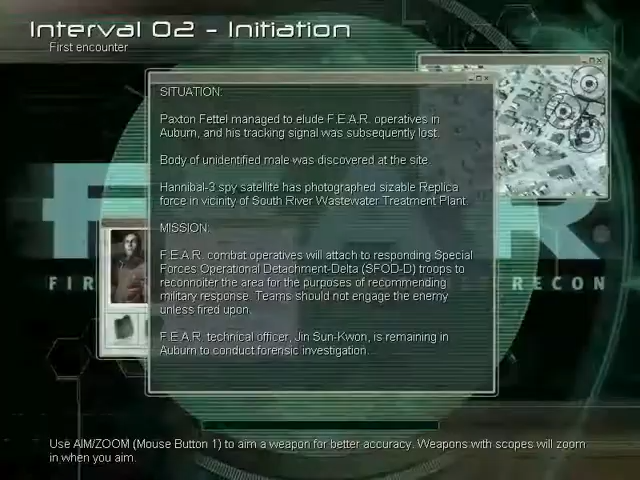 Interval 02 - Initiation
First encounter
SITUATION:
Paxton Fettel managed to elude F.E.A.R. operatives in
Auburn, and his tracking signal was subsequently lost.
Body of unidentified male was discovered at the site.
Hannibal-3 spy satellite has photographed sizable Replica
force in vicinity of South River Wastewater Treatment Plant.
MISSION:
F.E.A.R. combat operatives will attach to responding Special
Forces Operational Detachment-Delta (SFOD-D) troops to
reconnoiter the area for the purposes of recommending
military response. Teams should not engage the enemy
unless fired upon.
F.E.A.R. technical officer, Jin Sun-Kwon, is remaining in
Auburn to conduct forensic investigation.
FIR
RECON
Use AIM/ZOOM (Mouse Button 1) to aim a weapon for better accuracy. Weapons with scopes will zoom
in when you aim.